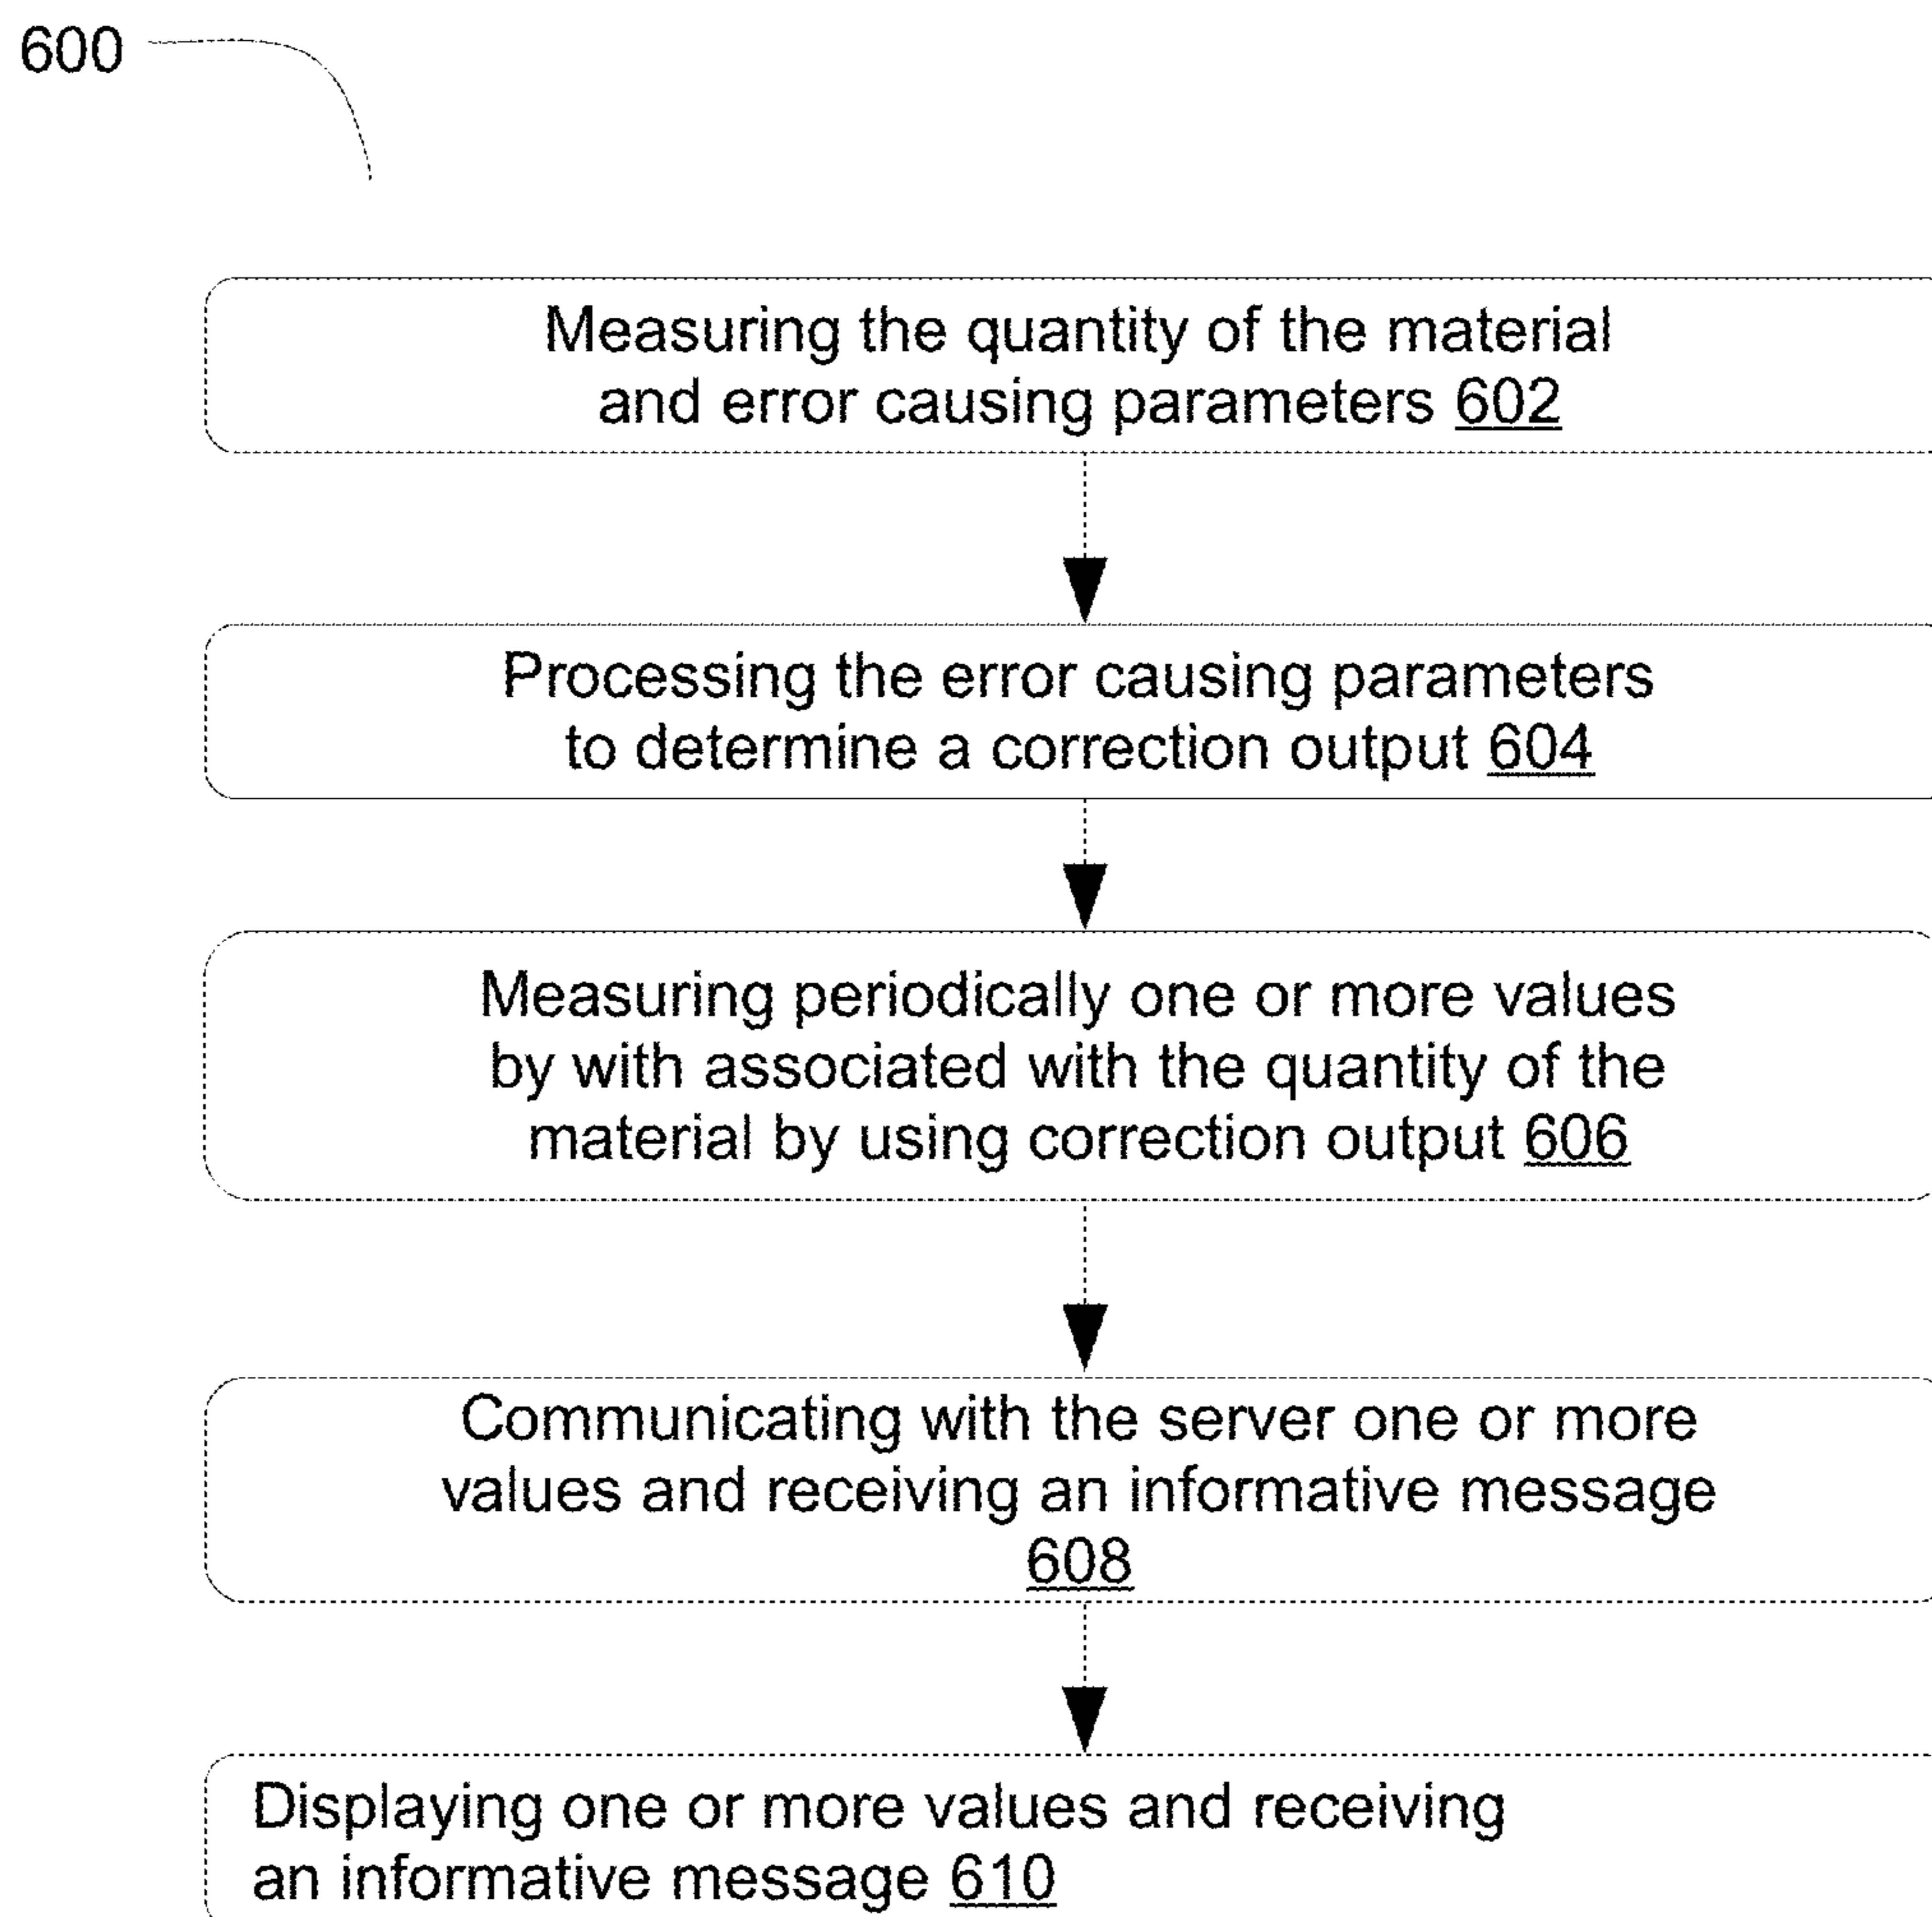 600
Measuring the quantity of the material
and error causing parameters 602
Processing the error causing parameters
to determine a correction output 604
Measuring periodically one or more values
by with associated with the quantity of the
material by using correction output 606
Communicating with the server one or more
values and receiving an informative message
608
Displaying one or more values and receiving
an informative message 610